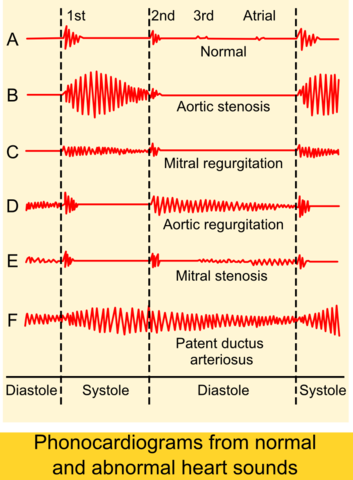 1st 2nd 3rd Atrial
A
Normal
B
Aortic stenosis
C
Mitral regurgitation
D
Aortic regurgitation
E
Mitral stenosis
F
Patent ductus
arteriosus
Diastole Systole Diastole Systole
Phonocardiograms from normal
and abnormal heart sounds